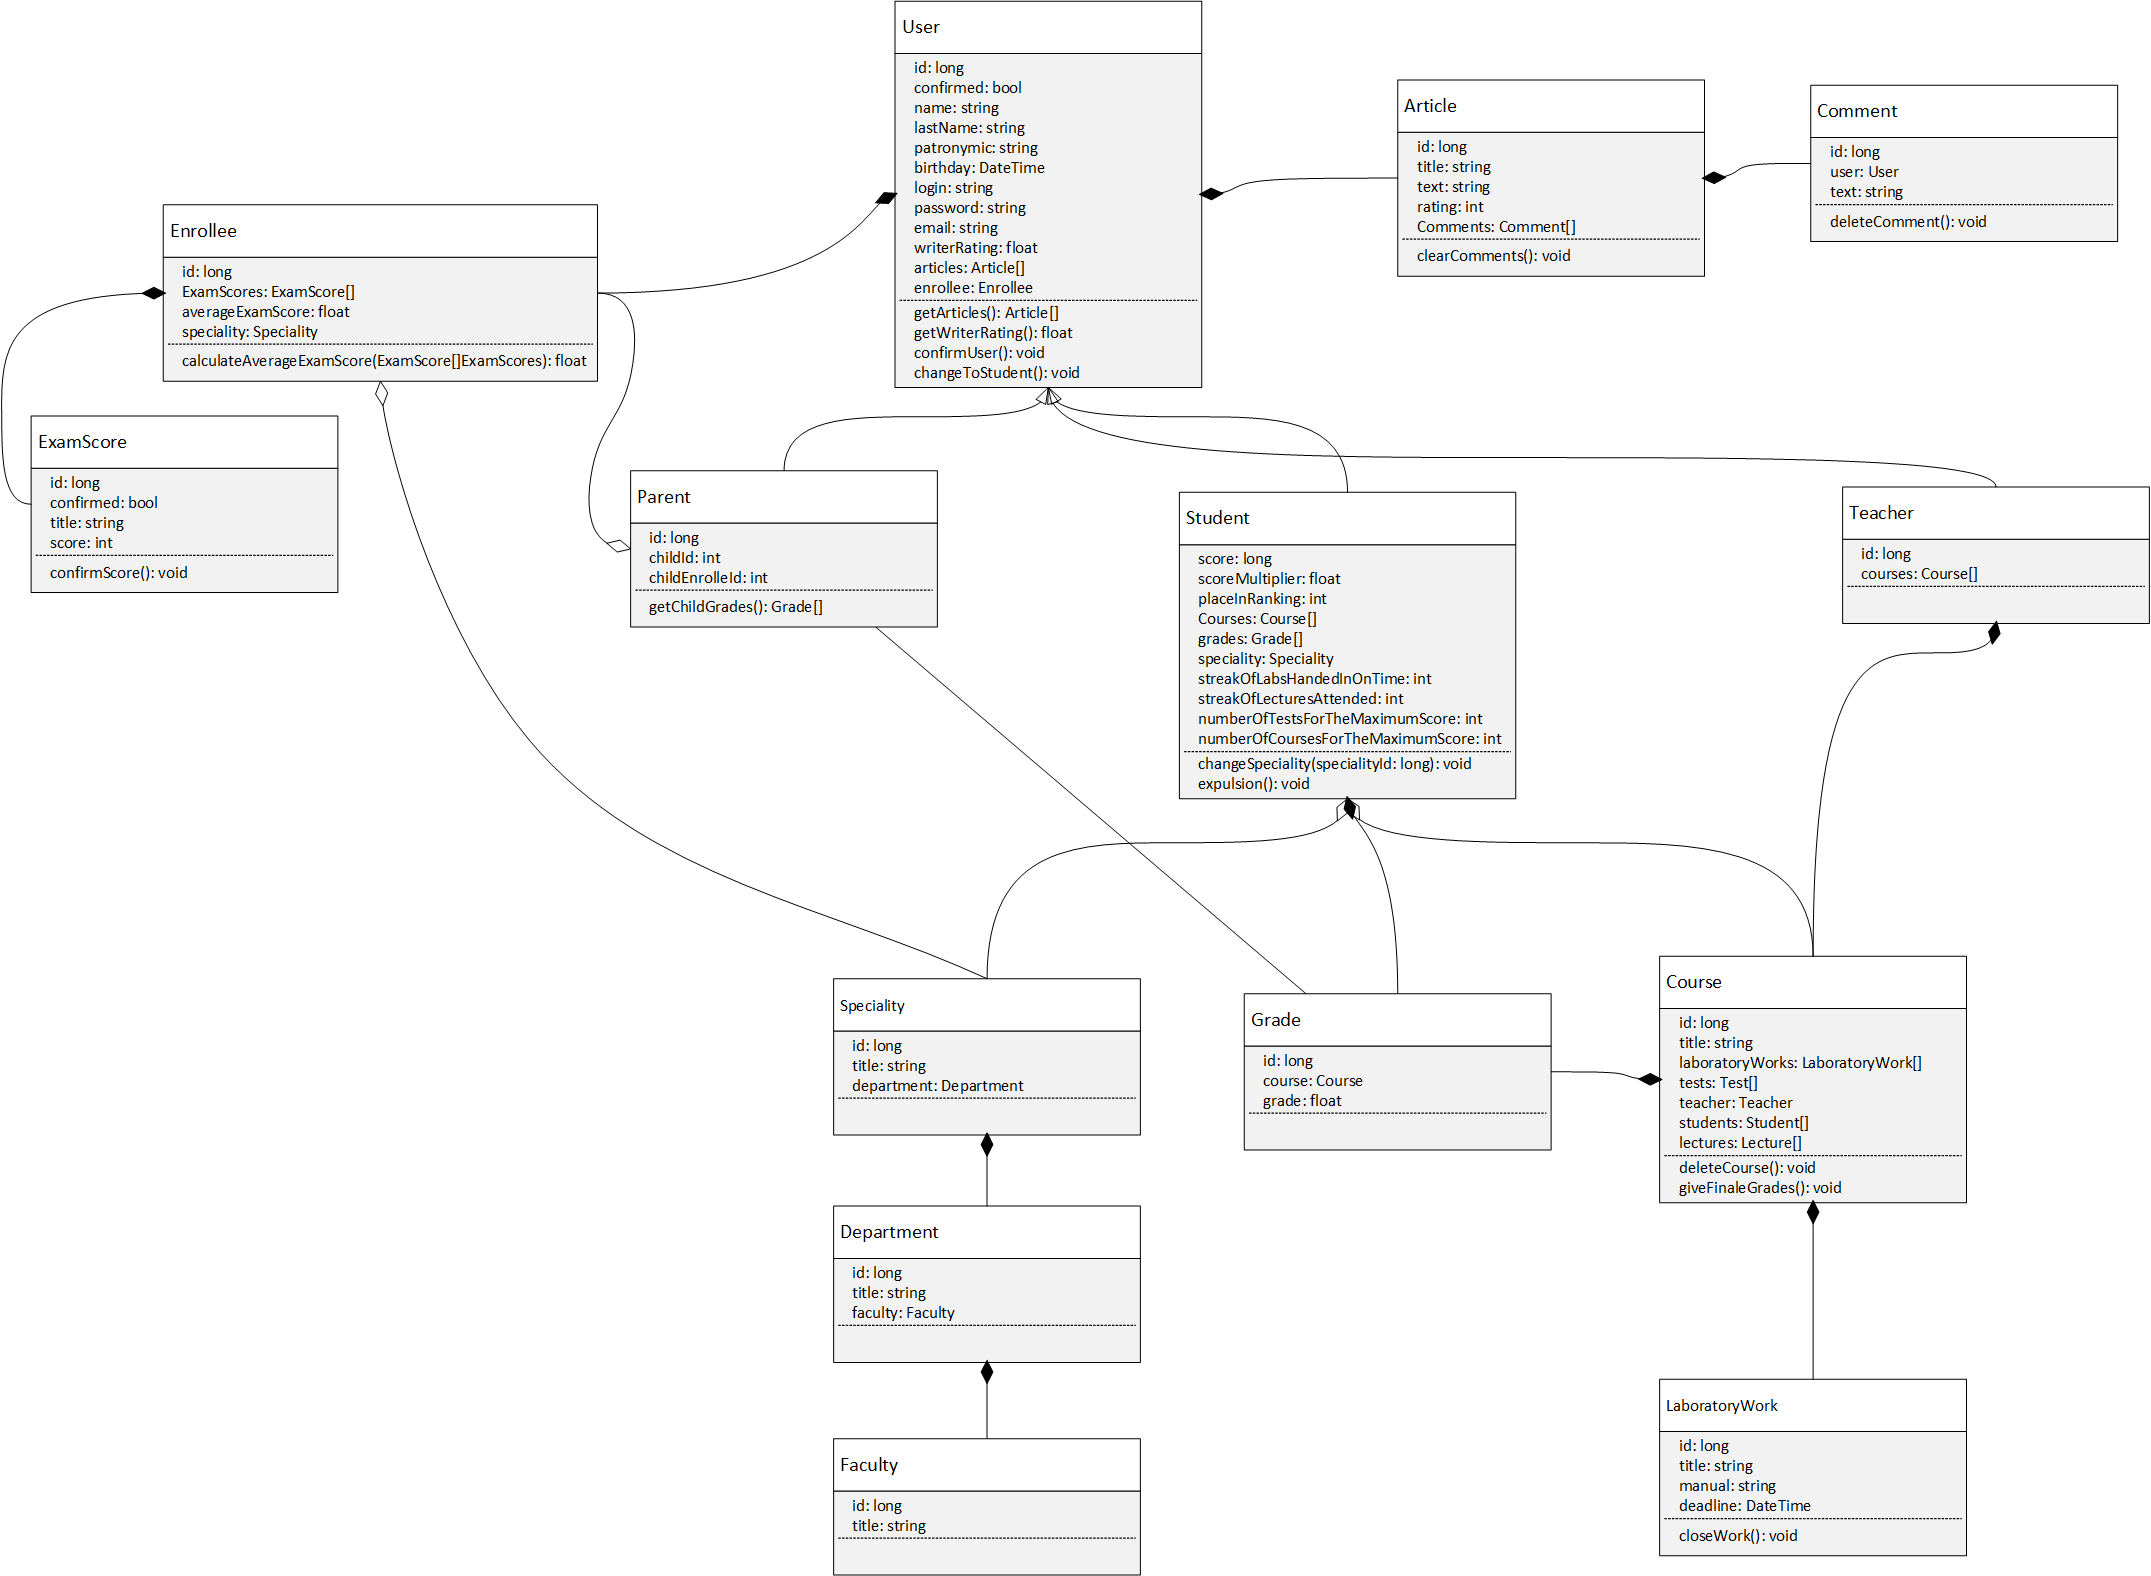 User
id: long
confirmed: bool
name: string
lastName: string
patronymic: string
birthday: DateTime
login: string
password: string
email: string
writerRating: float
articles: Article[]
enrollee: Enrollee
getArticles(): Article[]
getWriterRating(): float
confirmUser(): void
changeToStudent(): void
Article
id: long
title: string
text: string
rating: int
Comments: Comment[]
clearComments(): void
Comment
id: long
user: User
text: string
deleteComment(): void
Enrollee
id: long
ExamScores: ExamScore[]
averageExamScore: float
speciality: Speciality
calculateAverageExamScore(ExamScore[]ExamScores): float
ExamScore
id: long
confirmed: bool
title: string
score: int
confirmScore(): void
Parent
id: long
childId: int
childEnrolleId: int
getChildGrades(): Grade[]
Student
score: long
scoreMultiplier: float
placeInRanking: int
Courses: Course[]
grades: Grade[]
speciality: Speciality
streakOfLabsHandedInOnTime: int
streakOfLecturesAttended: int
numberOfTestsForTheMaximumScore: int
numberOfCoursesForTheMaximumScore: int
changeSpeciality(specialityId: long): void
expulsion(): void
Teacher
id: long
courses: Course[]
Speciality
id: long
title: string
department: Department
Grade
id: long
course: Course
grade: float
Course
id: long
title: string
laboratoryWorks: LaboratoryWork[]
tests: Test[]
teacher: Teacher
students: Student[]
lectures: Lecture[]
deleteCourse(): void
giveFinaleGrades(): void
Department
id: long
title: string
faculty: Faculty
Faculty
id: long
title: string
LaboratoryWork
id: long
title: string
manual: string
deadline: DateTime
closeWork(): void